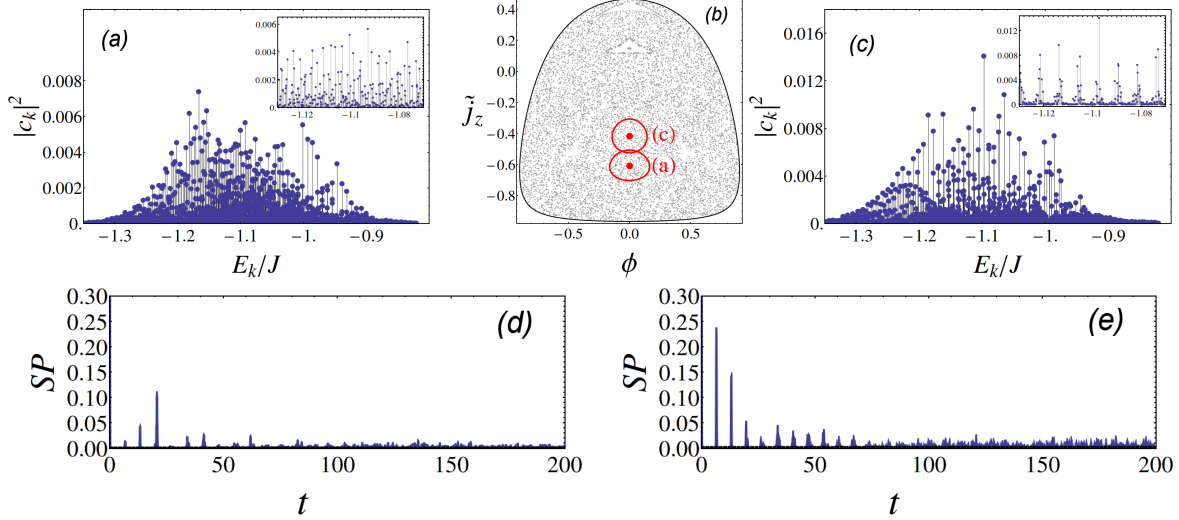 (a)
0.008
0.006
0.004
0.002
0.
|c_k|^2
−1.3 −1.2 −1.1 −1. −0.9
E_k/J
0.006
0.004
0.002
0.
−1.12 −1.1 −1.08
(b)
0.4
0.2
0.0
−0.2
−0.4
−0.6
−0.8
j̃_z
(c)
(a)
−0.5 0.0 0.5
ϕ
(c)
0.016
0.012
0.008
0.004
0.
|c_k|^2
−1.3 −1.2 −1.1 −1. −0.9
E_k/J
0.012
0.008
0.004
0.
−1.12 −1.1 −1.08
(d)
0.30
0.25
0.20
0.15
0.10
0.05
0.00
SP
0 50 100 150 200
t
(e)
0.30
0.25
0.20
0.15
0.10
0.05
0.00
SP
0 50 100 150 200
t